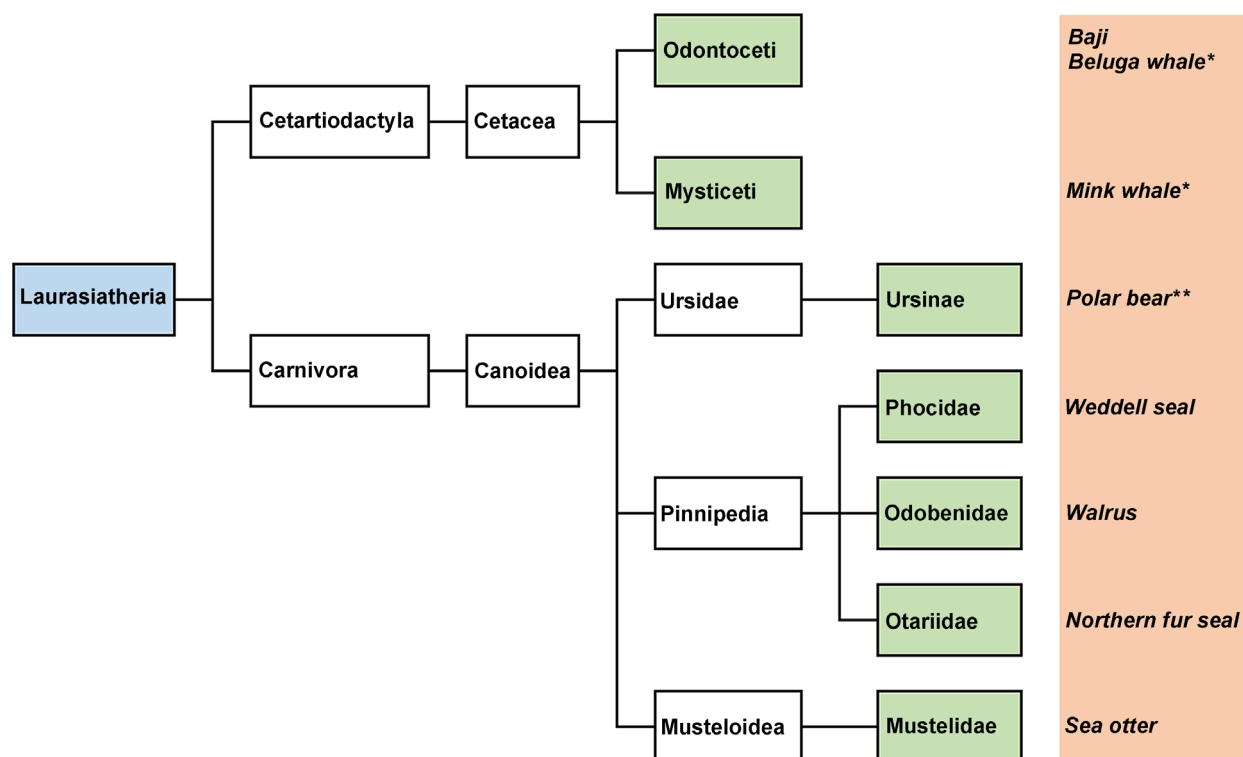 Odontoceti
Baji
Beluga whale*
Cetartiodactyla
Cetacea
Mysticeti
Mink whale*
Laurasiatheria
Ursidae
Ursinae
Polar bear**
Carnivora
Canoidea
Phocidae
Weddell seal
Pinnipedia
Odobenidae
Walrus
Otariidae
Northern fur seal
Musteloidea
Mustelidae
Sea otter